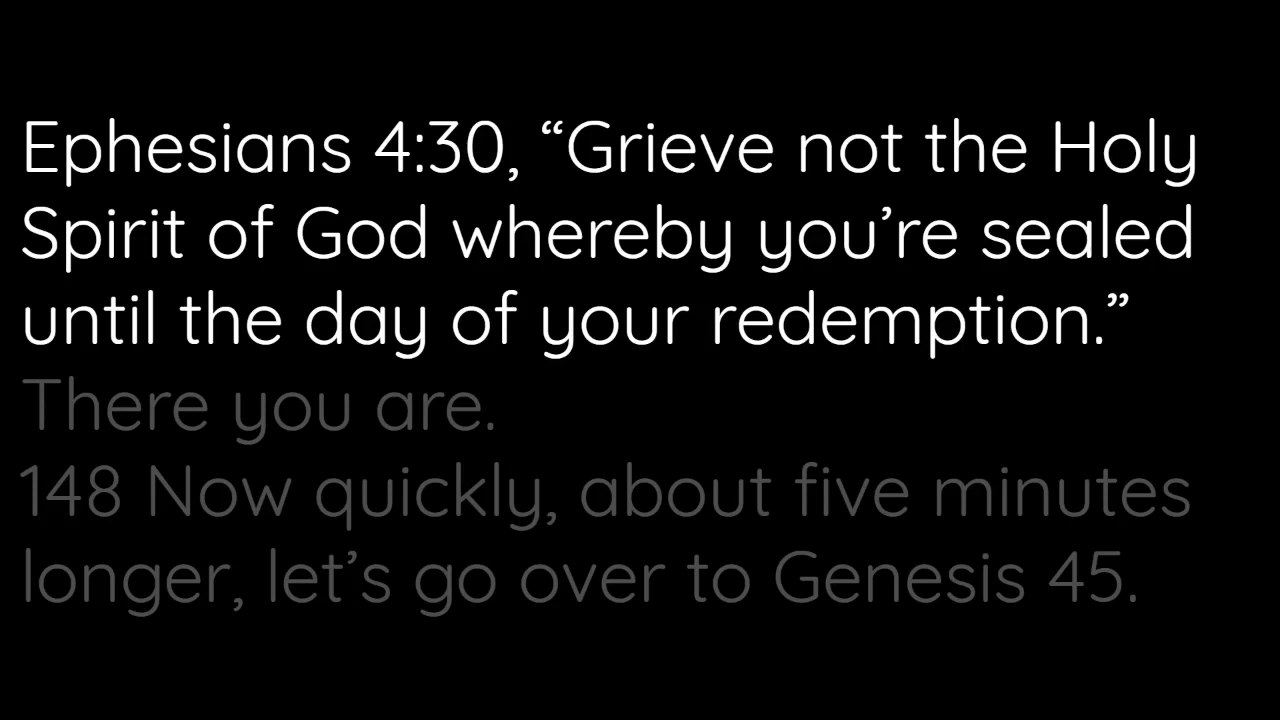 Ephesians 4:30, “Grieve not the Holy
Spirit of God whereby you’re sealed
until the day of your redemption.”
There you are.
148 Now quickly, about five minutes
longer, let’s go over to Genesis 45.